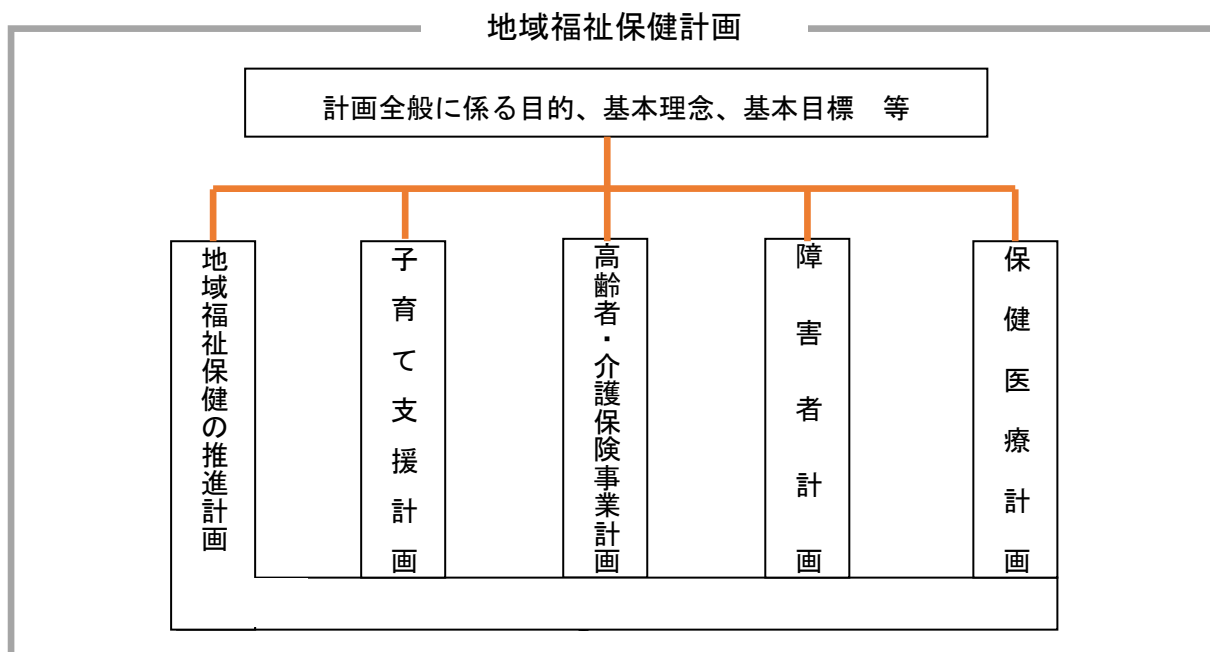 地域福祉保健計画
計画全般に係る目的、基本理念、基本目標　等
地域福祉保健の推進計画
子育て支援計画
高齢者・介護保険事業計画
障害者計画
保健医療計画